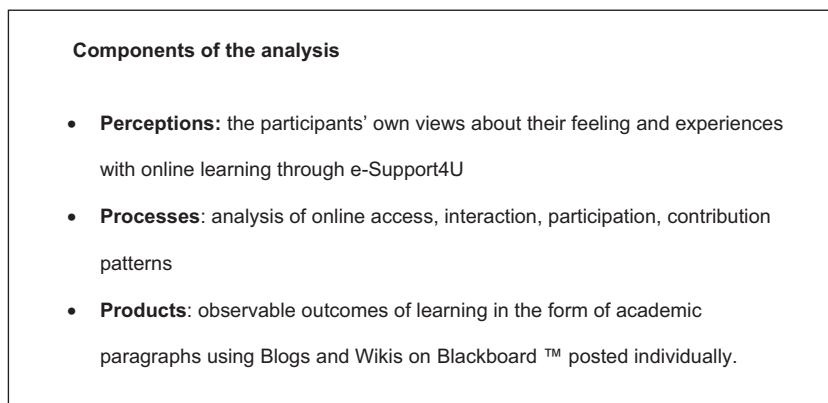 Components of the analysis
• Perceptions: the participants’ own views about their feeling and experiences
with online learning through e-Support4U
• Processes: analysis of online access, interaction, participation, contribution
patterns
• Products: observable outcomes of learning in the form of academic
paragraphs using Blogs and Wikis on Blackboard ™ posted individually.